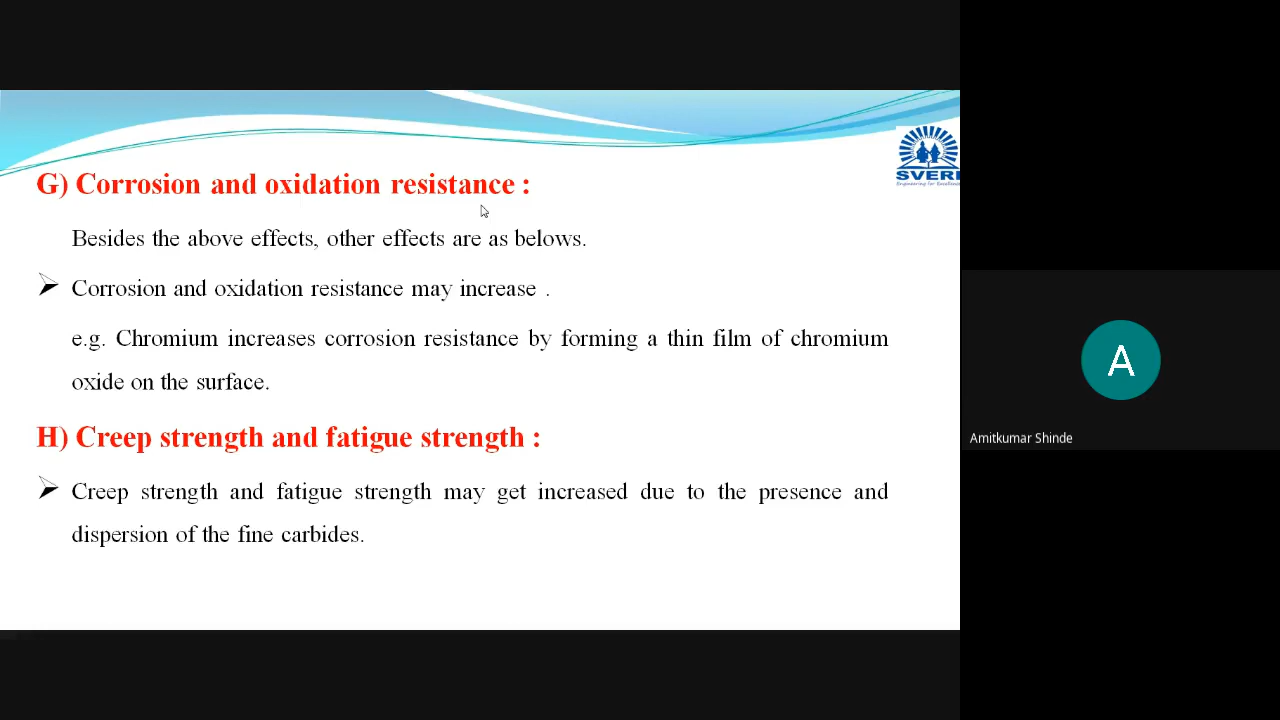 SVERI
Engineering for Excellence
G) Corrosion and oxidation resistance :
Besides the above effects, other effects are as belows.
Corrosion and oxidation resistance may increase .
e.g. Chromium increases corrosion resistance by forming a thin film of chromium
oxide on the surface.
H) Creep strength and fatigue strength :
Creep strength and fatigue strength may get increased due to the presence and
dispersion of the fine carbides.
A
Amitkumar Shinde